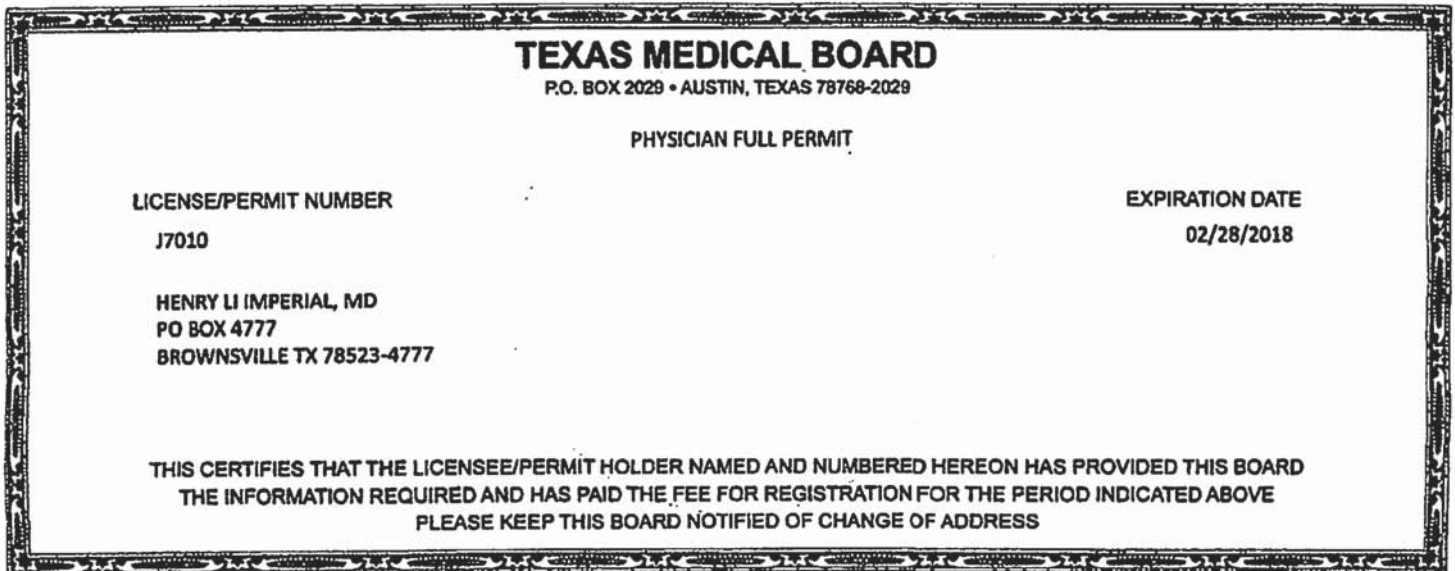 TEXAS MEDICAL BOARD
P.O. BOX 2029 • AUSTIN, TEXAS 78768-2029
PHYSICIAN FULL PERMIT
LICENSE/PERMIT NUMBER
J7010
EXPIRATION DATE
02/28/2018
HENRY LI IMPERIAL, MD
PO BOX 4777
BROWNSVILLE TX 78523-4777
THIS CERTIFIES THAT THE LICENSEE/PERMIT HOLDER NAMED AND NUMBERED HEREON HAS PROVIDED THIS BOARD
THE INFORMATION REQUIRED AND HAS PAID THE FEE FOR REGISTRATION FOR THE PERIOD INDICATED ABOVE
PLEASE KEEP THIS BOARD NOTIFIED OF CHANGE OF ADDRESS